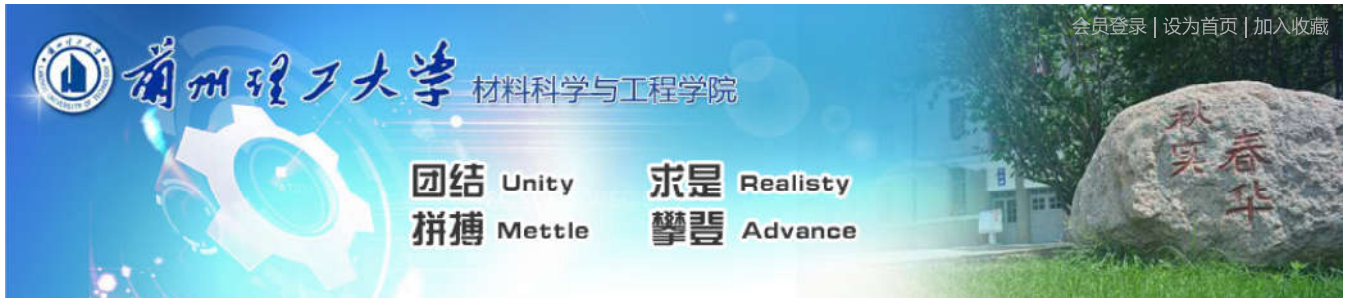 会员登录 | 设为首页 | 加入收藏
兰州理工大学 材料科学与工程学院
团结 Unity 求是 Realisty
拼搏 Mettle 攀登 Advance
春华
秋实